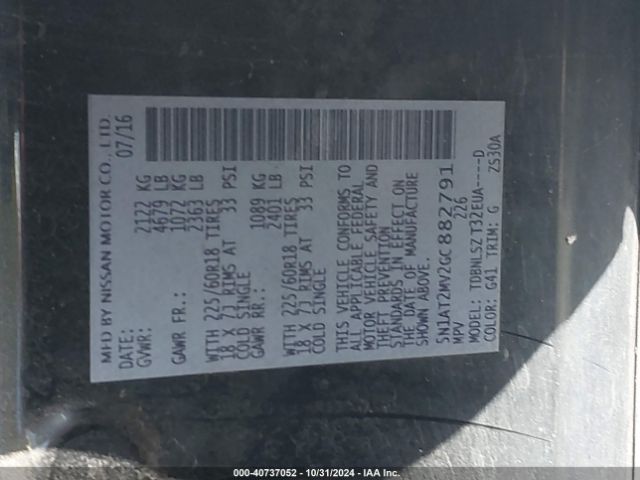 MFD BY NISSAN MOTOR CO., LTD.
DATE: 07/16
GVWR: 2122 KG
4679 LB
GAWR FR.: 1072 KG
2363 LB
WITH 225/60R18 TIRES
18 X 7J RIMS AT 33 PSI
COLD SINGLE
GAWR RR.: 1089 KG
2401 LB
WITH 225/60R18 TIRES
18 X 7J RIMS AT 33 PSI
COLD SINGLE
THIS VEHICLE CONFORMS TO
ALL APPLICABLE FEDERAL
MOTOR VEHICLE SAFETY AND
THEFT PREVENTION
STANDARDS IN EFFECT ON
THE DATE OF MANUFACTURE
SHOWN ABOVE.
5N1AT2MV2GC882791
MPV 226
MODEL: TDBNL5Z T32EUA----D
COLOR: G41 TRIM: G ZS30A
000-40737052 - 10/31/2024 - IAA Inc.